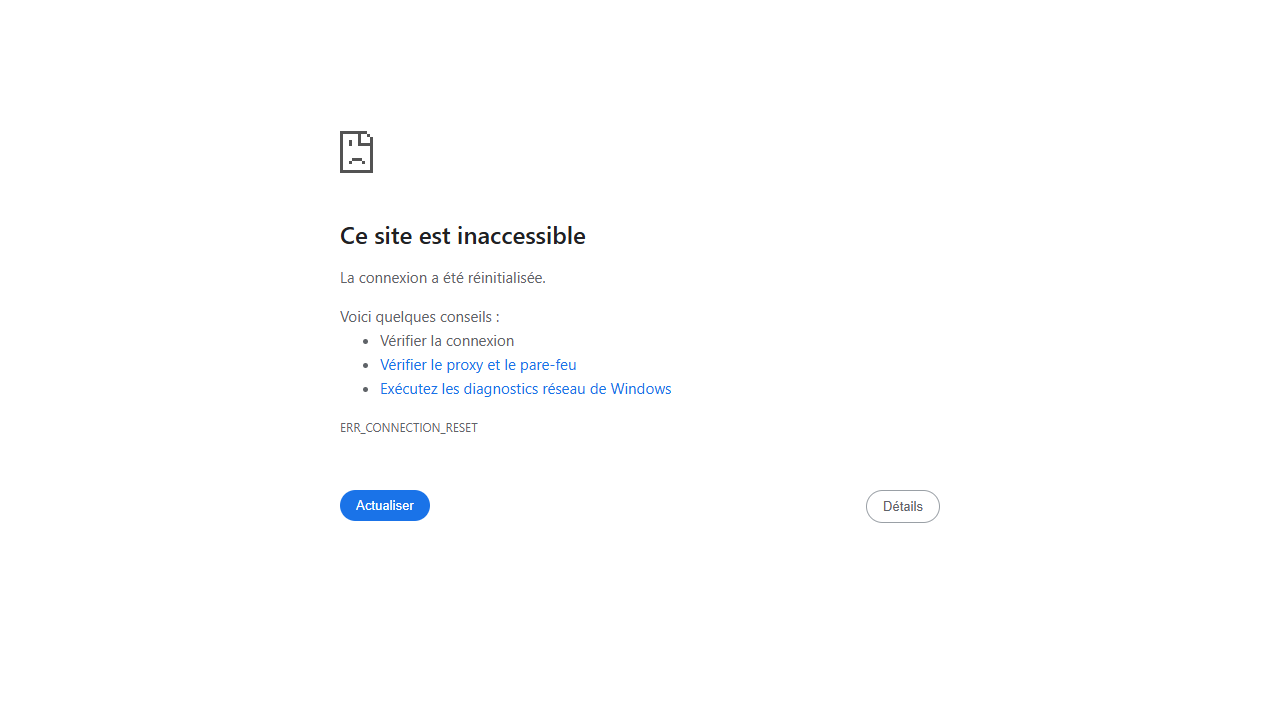 Ce site est inaccessible
La connexion a été réinitialisée.
Voici quelques conseils :
Vérifier la connexion
Vérifier le proxy et le pare-feu
Exécutez les diagnostics réseau de Windows
ERR_CONNECTION_RESET
Actualiser
Détails